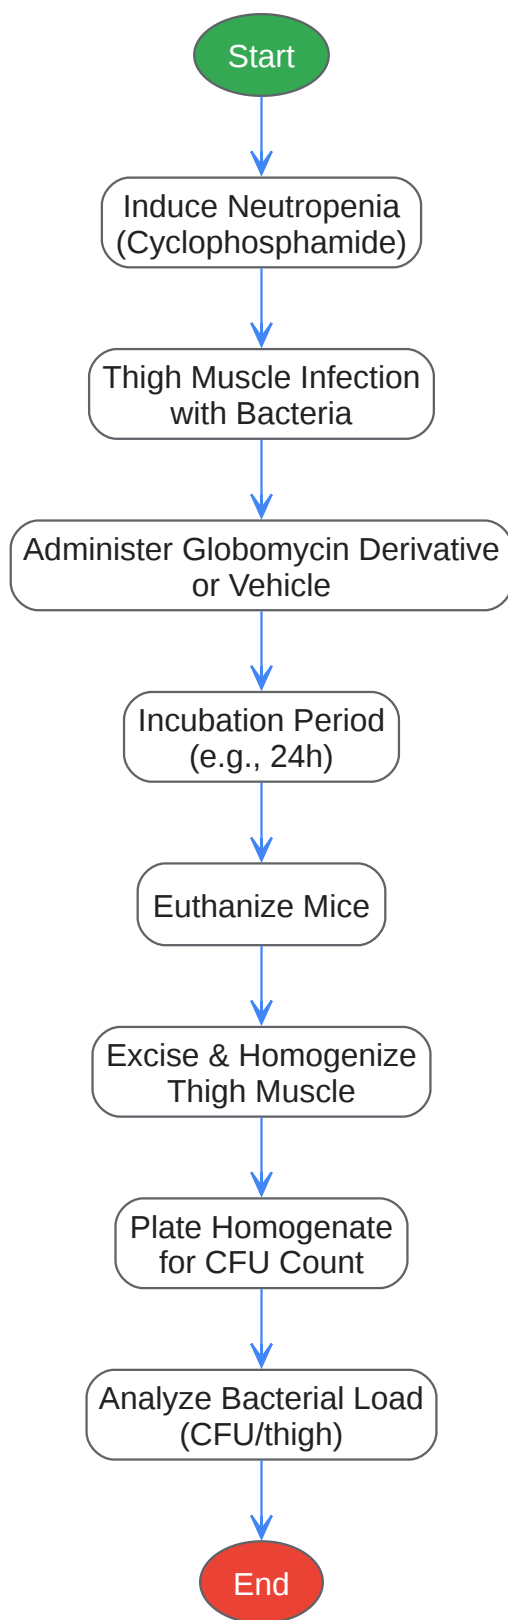 Start
Induce Neutropenia
(Cyclophosphamide)
Thigh Muscle Infection
with Bacteria
Administer Globomycin Derivative
or Vehicle
Incubation Period
(e.g., 24h)
Euthanize Mice
Excise & Homogenize
Thigh Muscle
Plate Homogenate
for CFU Count
Analyze Bacterial Load
(CFU/thigh)
End